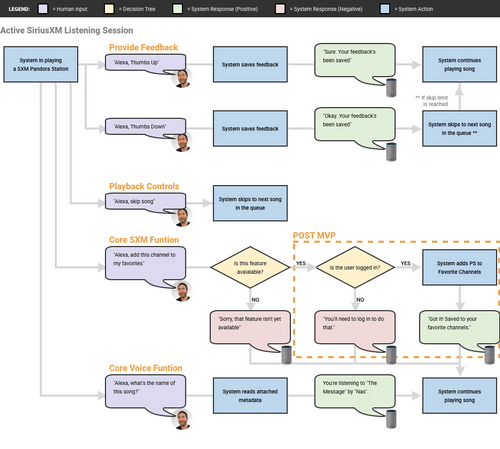 LEGEND: = Human input = Decision Tree = System Response (Positive) = System Response (Negative) = System Action
Active SiriusXM Listening Session
Provide Feedback
System in playing
a SXM Pandora Station
"Alexa, Thumbs Up"
System saves feedback
"Sure. Your feedback's
been saved"
System continues
playing song
** If skip limit
is reached
"Alexa, Thumbs Down"
System saves feedback
"Okay. Your feedback's
been saved"
System skips to next song
in the queue **
Playback Controls
"Alexa, skip song"
System skips to next song
in the queue
Core SXM Funtion
POST MVP
"Alexa, add this channel to
my favorites"
Is this feature
avaialable?
YES
Is the user logged in?
YES
System adds PS to
Favorite Channels
NO
NO
"Sorry, that feature isn't yet
available"
"You'll need to log in to do
that."
"Got it! Saved to your
favorite channels."
Core Voice Funtion
"Alexa, what's the name of
this song?"
System reads attached
metadata
You're listening to "The
Message" by "Nas".
System continues
playing song